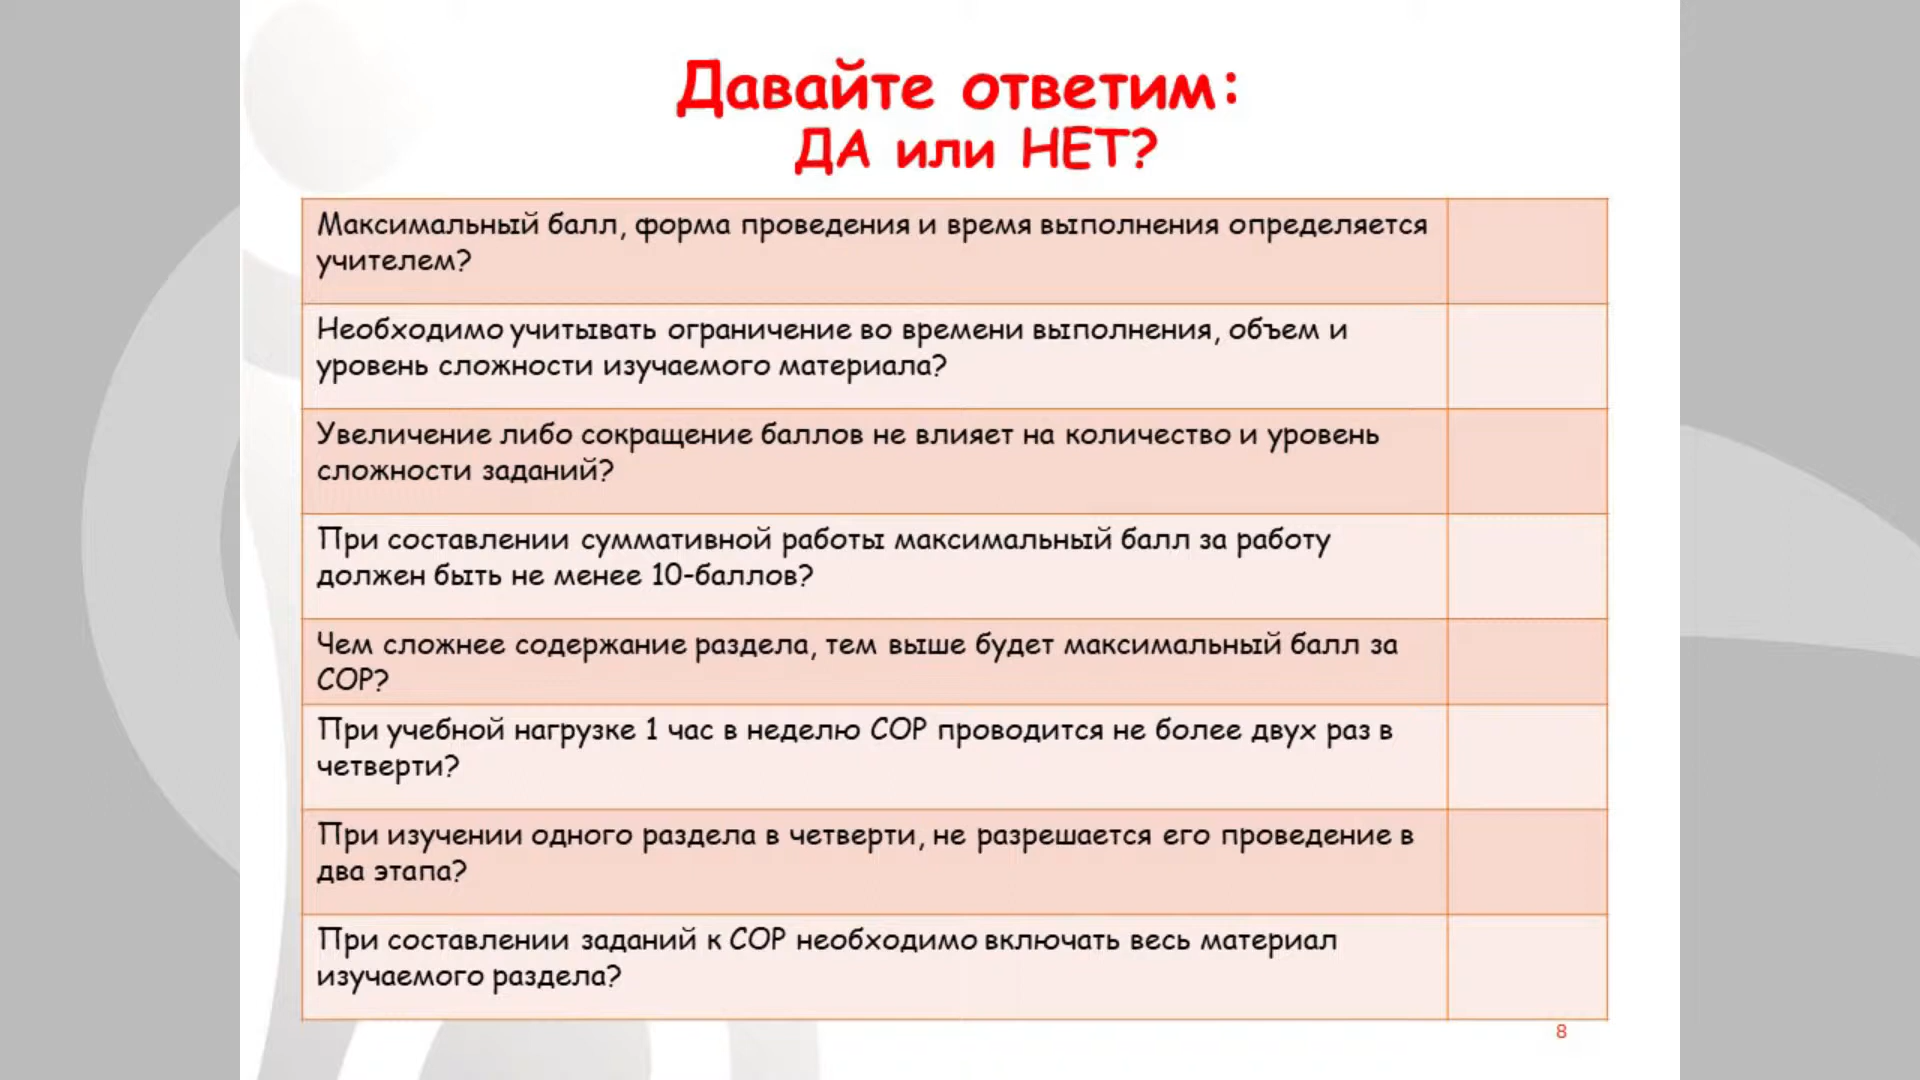 Давайте ответим:
ДА или НЕТ?
Максимальный балл, форма проведения и время выполнения определяется
учителем?
Необходимо учитывать ограничение во времени выполнения, объем и
уровень сложности изучаемого материала?
Увеличение либо сокращение баллов не влияет на количество и уровень
сложности заданий?
При составлении суммативной работы максимальный балл за работу
должен быть не менее 10-баллов?
Чем сложнее содержание раздела, тем выше будет максимальный балл за
СОР?
При учебной нагрузке 1 час в неделю СОР проводится не более двух раз в
четверти?
При изучении одного раздела в четверти, не разрешается его проведение в
два этапа?
При составлении заданий к СОР необходимо включать весь материал
изучаемого раздела?
8